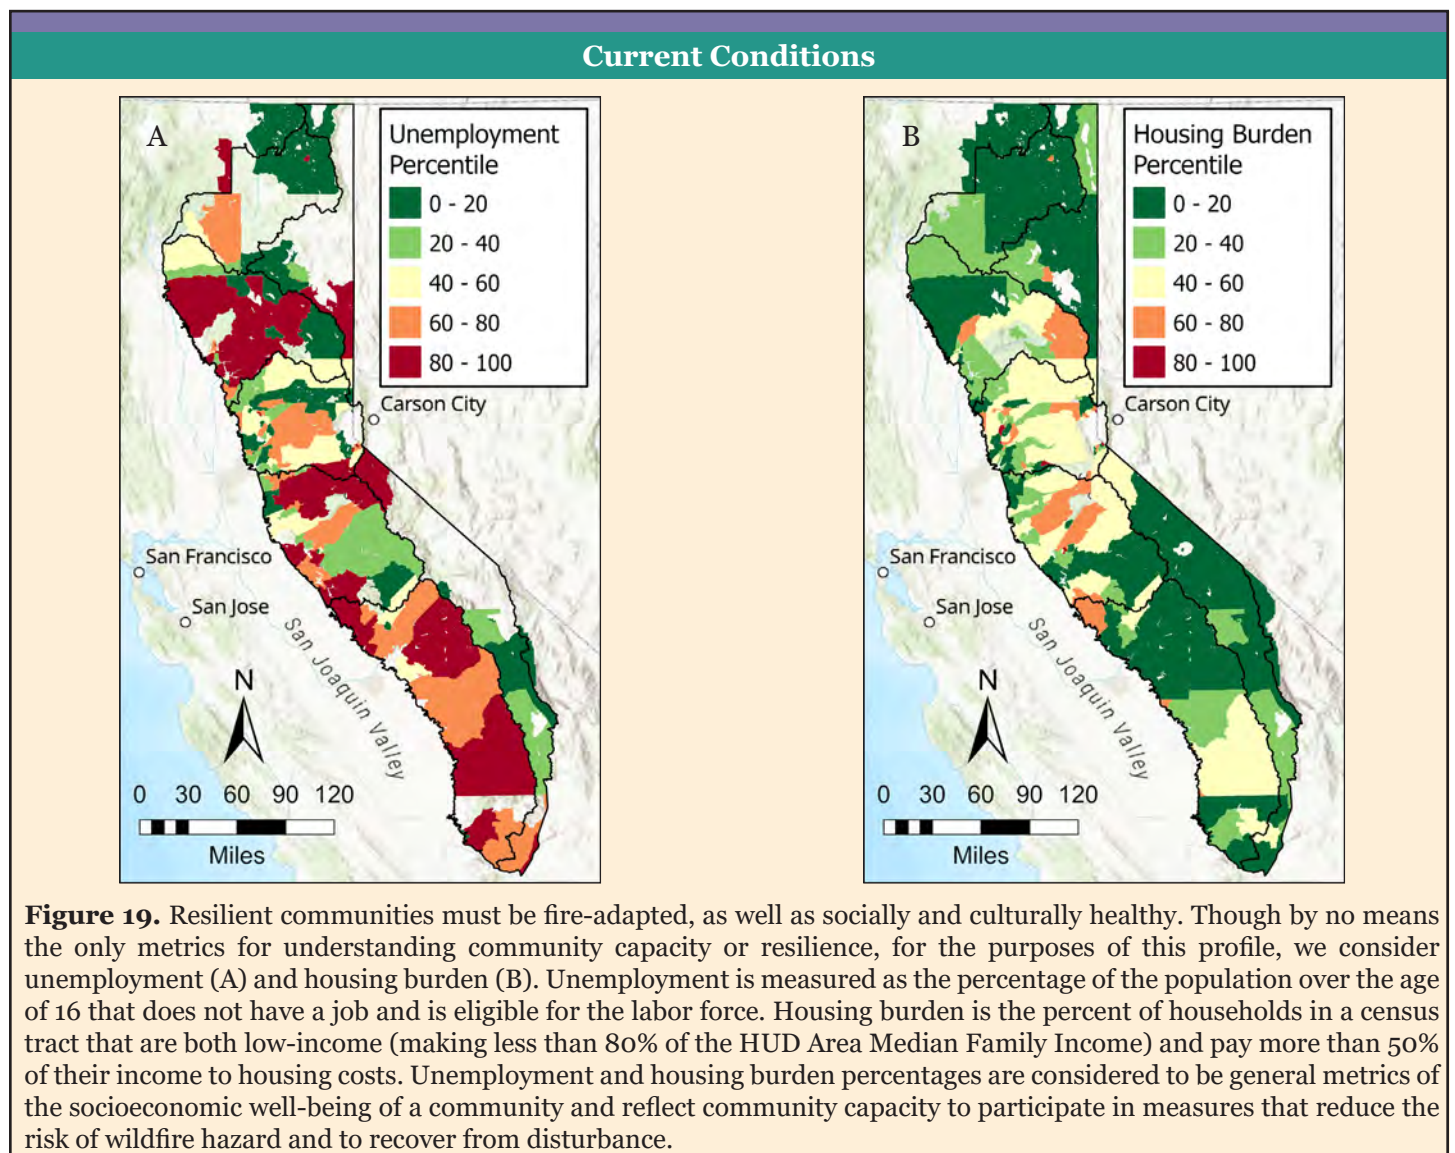 Current Conditions
A
Unemployment
Percentile
0 - 20
20 - 40
40 - 60
60 - 80
80 - 100
Carson City
San Francisco
San Jose
San Joaquin Valley
N
0 30 60 90 120
Miles
B
Housing Burden
Percentile
0 - 20
20 - 40
40 - 60
60 - 80
80 - 100
Carson City
San Francisco
San Jose
San Joaquin Valley
N
0 30 60 90 120
Miles
Figure 19. Resilient communities must be fire-adapted, as well as socially and culturally healthy. Though by no means
the only metrics for understanding community capacity or resilience, for the purposes of this profile, we consider
unemployment (A) and housing burden (B). Unemployment is measured as the percentage of the population over the age
of 16 that does not have a job and is eligible for the labor force. Housing burden is the percent of households in a census
tract that are both low-income (making less than 80% of the HUD Area Median Family Income) and pay more than 50%
of their income to housing costs. Unemployment and housing burden percentages are considered to be general metrics of
the socioeconomic well-being of a community and reflect community capacity to participate in measures that reduce the
risk of wildfire hazard and to recover from disturbance.